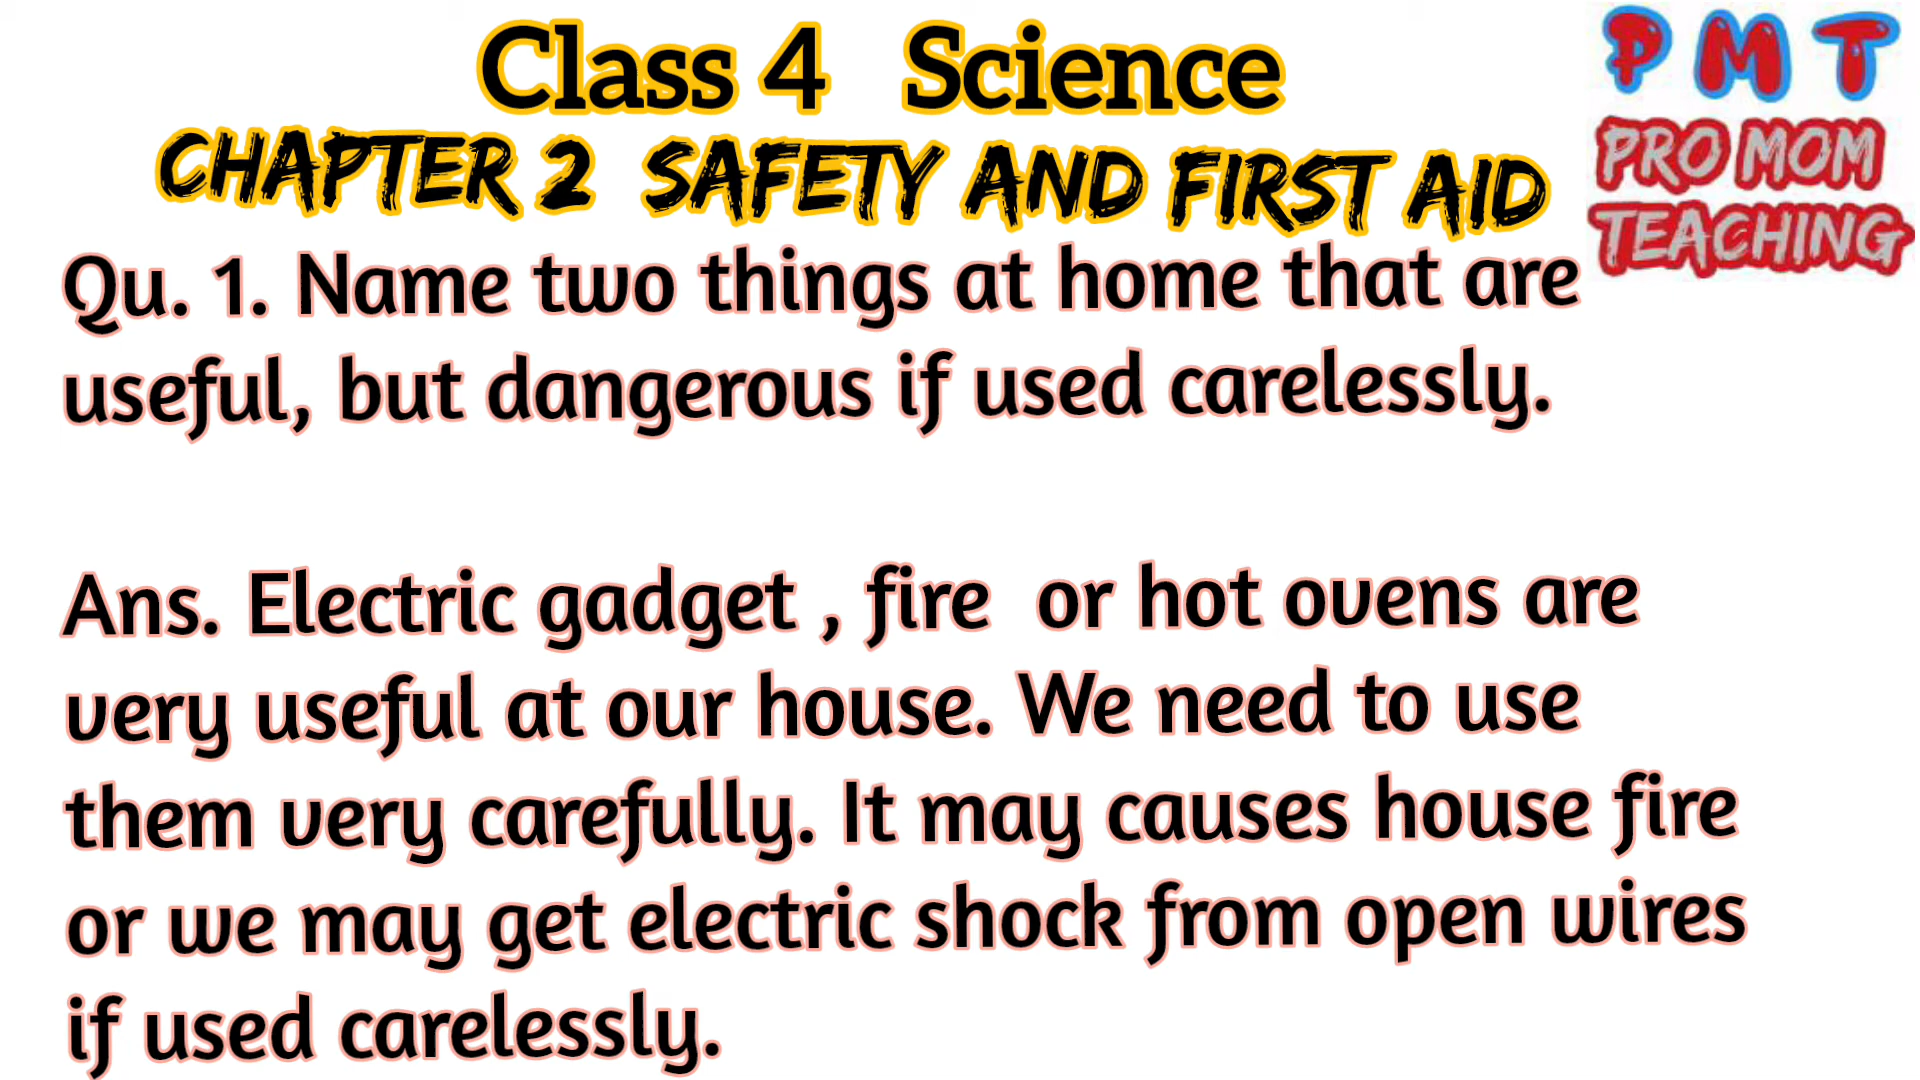 Class 4 Science
CHAPTER 2 SAFETY AND FIRST AID
PMT
PRO MOM
TEACHING
Qu. 1. Name two things at home that are
useful, but dangerous if used carelessly.
Ans. Electric gadget , fire or hot ovens are
very useful at our house. We need to use
them very carefully. It may causes house fire
or we may get electric shock from open wires
if used carelessly.